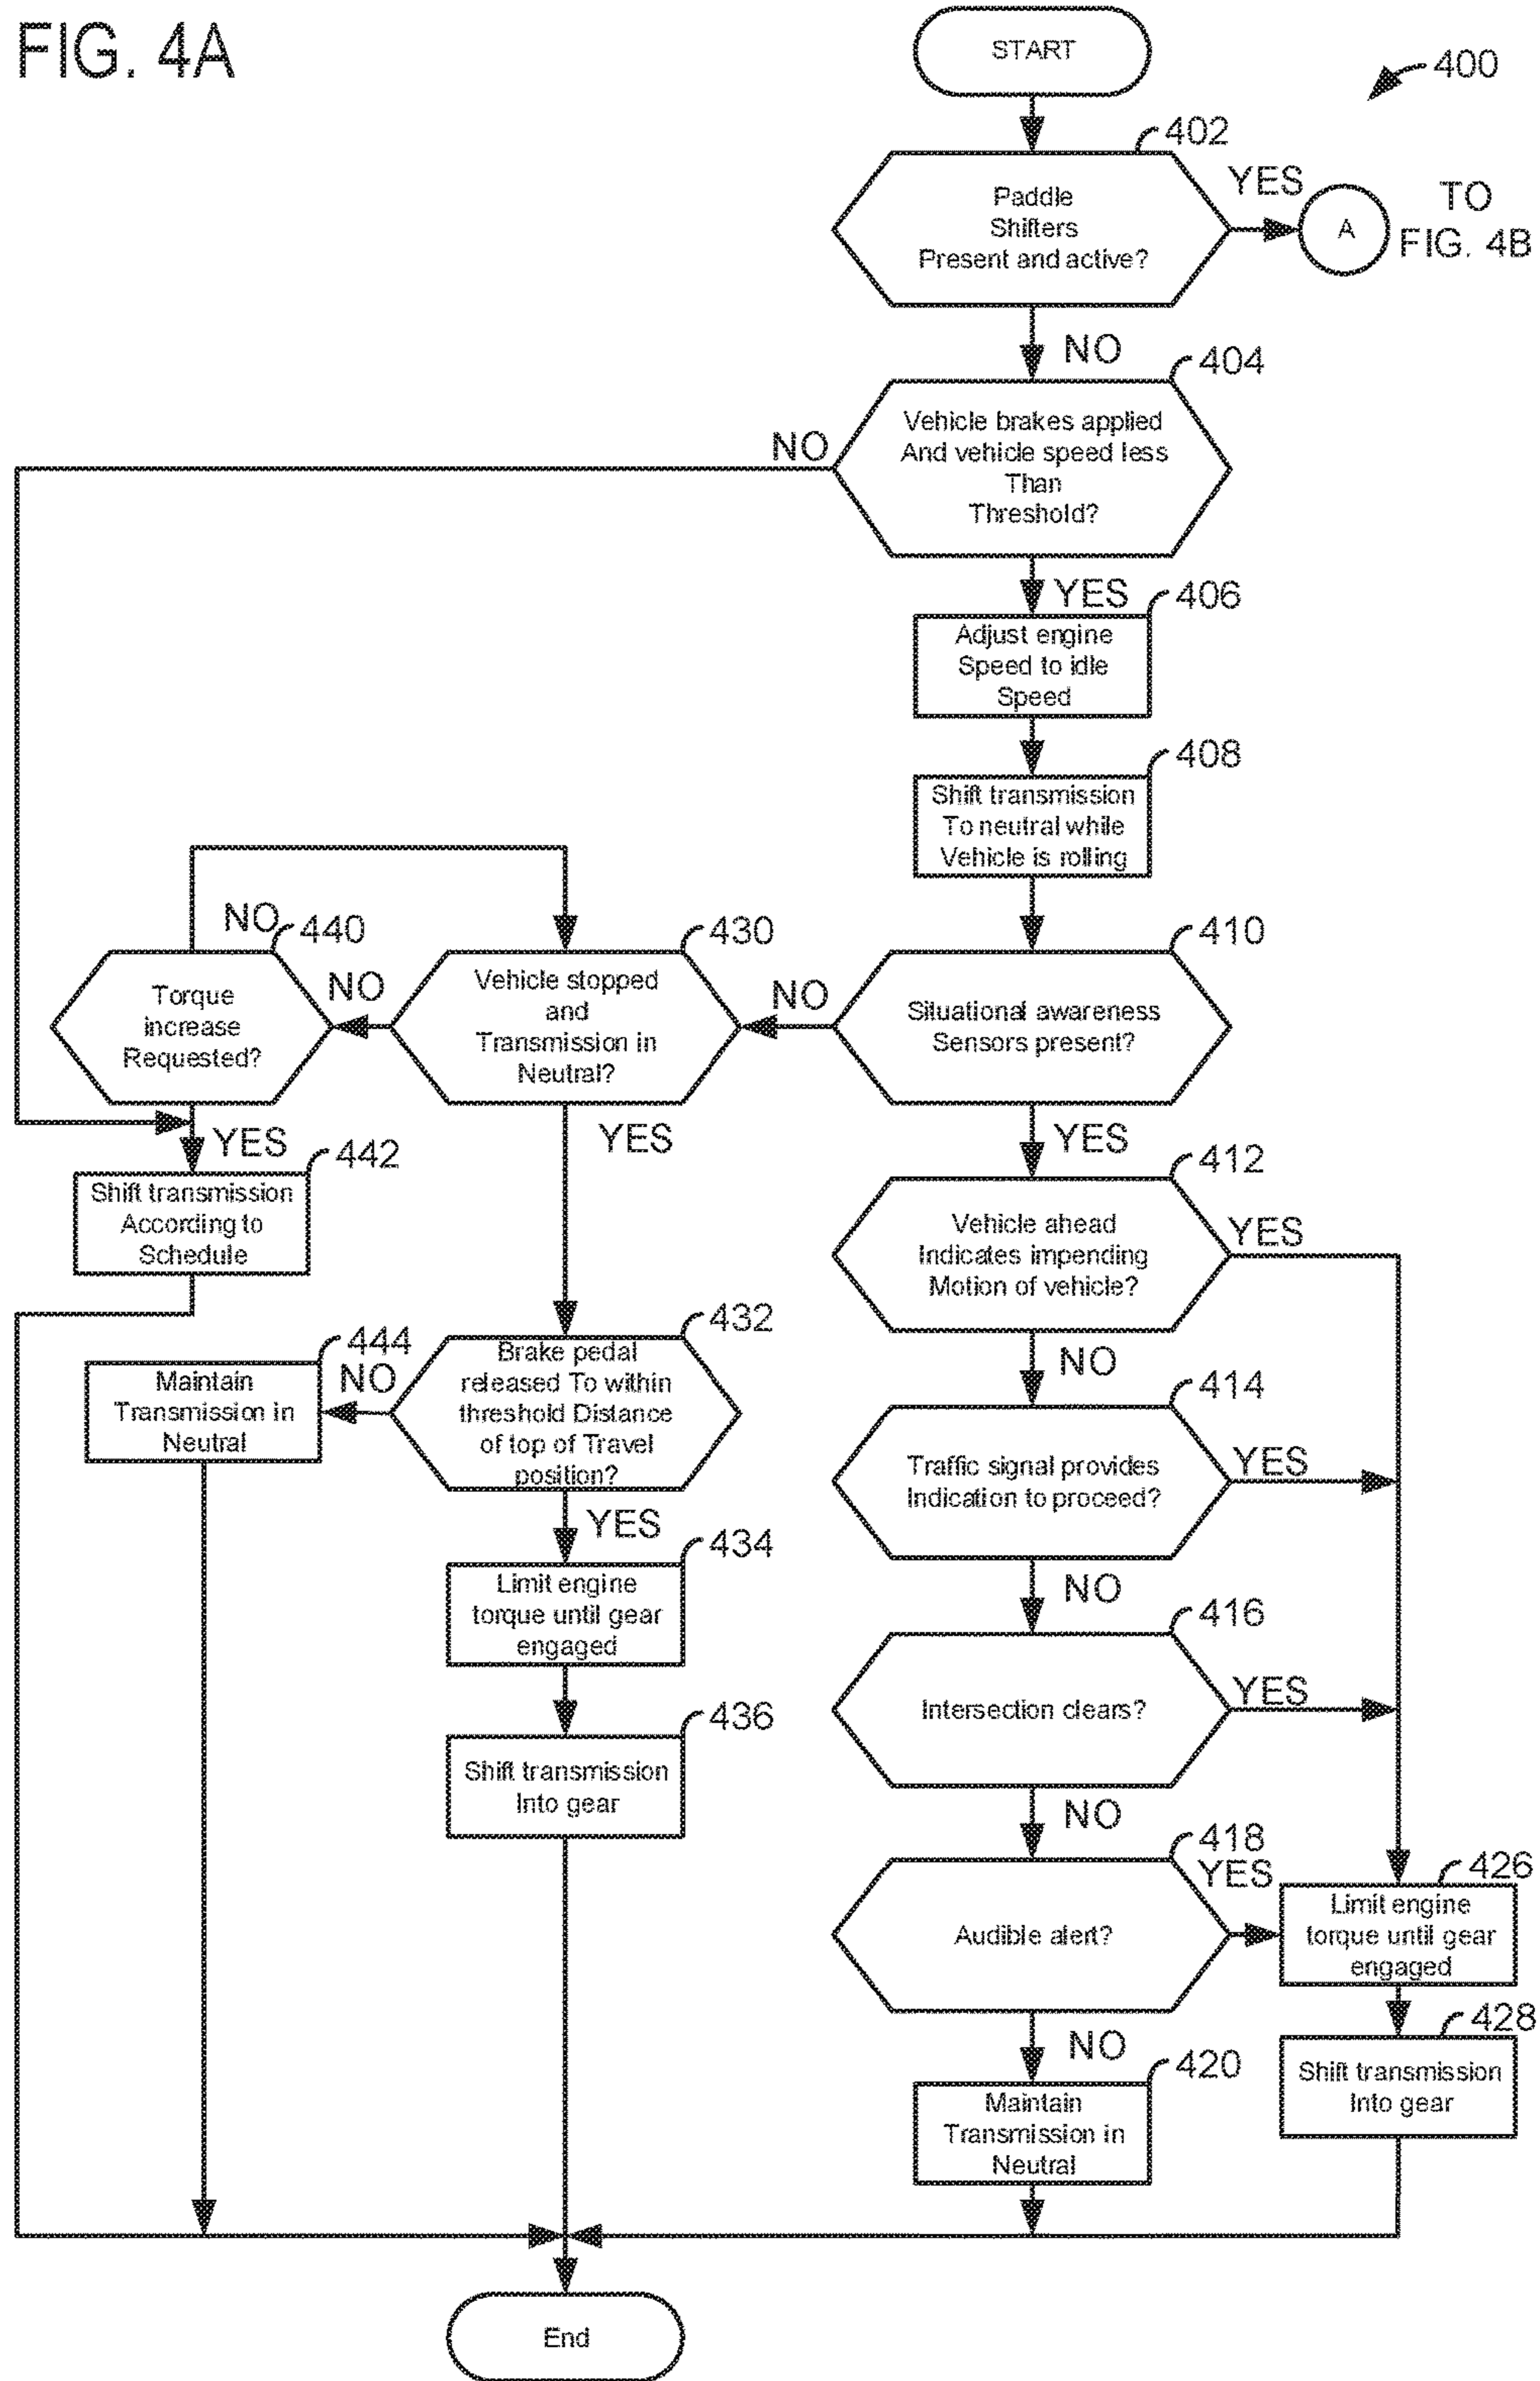 FIG. 4A
START
400
402
Paddle
Shifters
Present and active?
YES
A
TO
FIG. 4B
NO
404
Vehicle brakes applied
And vehicle speed less
Than
Threshold?
NO
YES
406
Adjust engine
Speed to idle
Speed
408
Shift transmission
To neutral while
Vehicle is rolling
NO
440
Torque
increase
Requested?
NO
430
Vehicle stopped
and
Transmission in
Neutral?
NO
410
Situational awareness
Sensors present?
YES
442
Shift transmission
According to
Schedule
YES
YES
412
Vehicle ahead
Indicates impending
Motion of vehicle?
YES
444
Maintain
Transmission in
Neutral
NO
432
Brake pedal
released To within
threshold Distance
of top of Travel
position?
NO
414
Traffic signal provides
Indication to proceed?
YES
YES
434
Limit engine
torque until gear
engaged
NO
416
Intersection clears?
YES
436
Shift transmission
Into gear
NO
418
Audible alert?
YES
426
Limit engine
torque until gear
engaged
428
Shift transmission
Into gear
NO
420
Maintain
Transmission in
Neutral
End